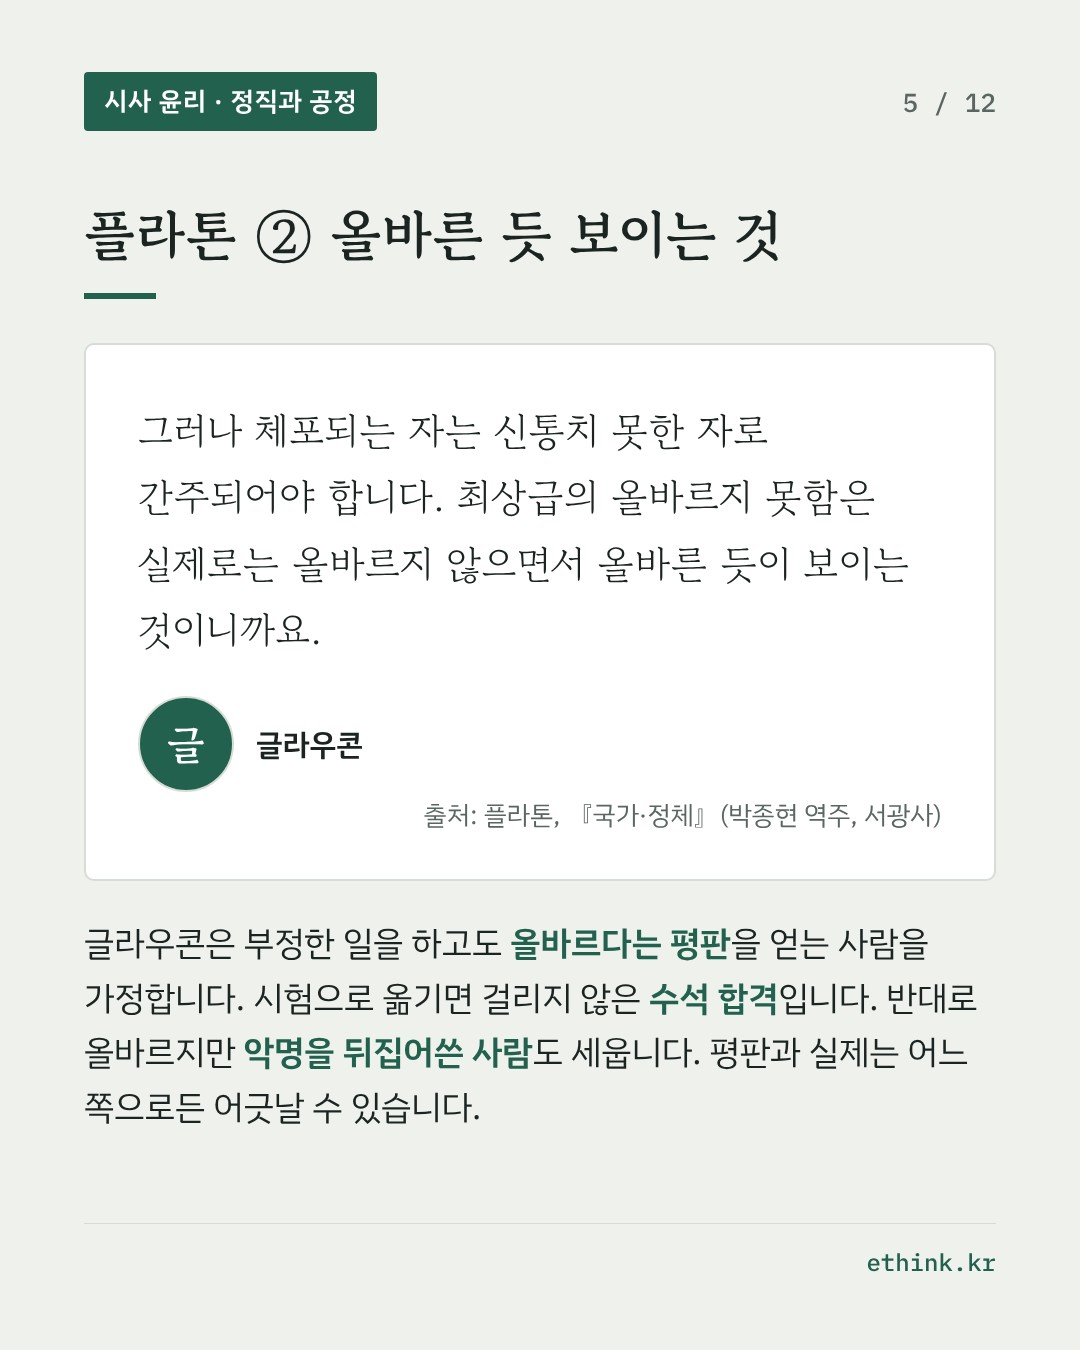 시사 윤리 · 정직과 공정
5 / 12
플라톤 ② 올바른 듯 보이는 것
그러나 체포되는 자는 신통치 못한 자로
간주되어야 합니다. 최상급의 올바르지 못함은
실제로는 올바르지 않으면서 올바른 듯이 보이는
것이니까요.
글
글라우콘
출처: 플라톤, 『국가·정체』 (박종현 역주, 서광사)
글라우콘은 부정한 일을 하고도 올바르다는 평판을 얻는 사람을
가정합니다. 시험으로 옮기면 걸리지 않은 수석 합격입니다. 반대로
올바르지만 악명을 뒤집어쓴 사람도 세웁니다. 평판과 실제는 어느
쪽으로든 어긋날 수 있습니다.
ethink.kr